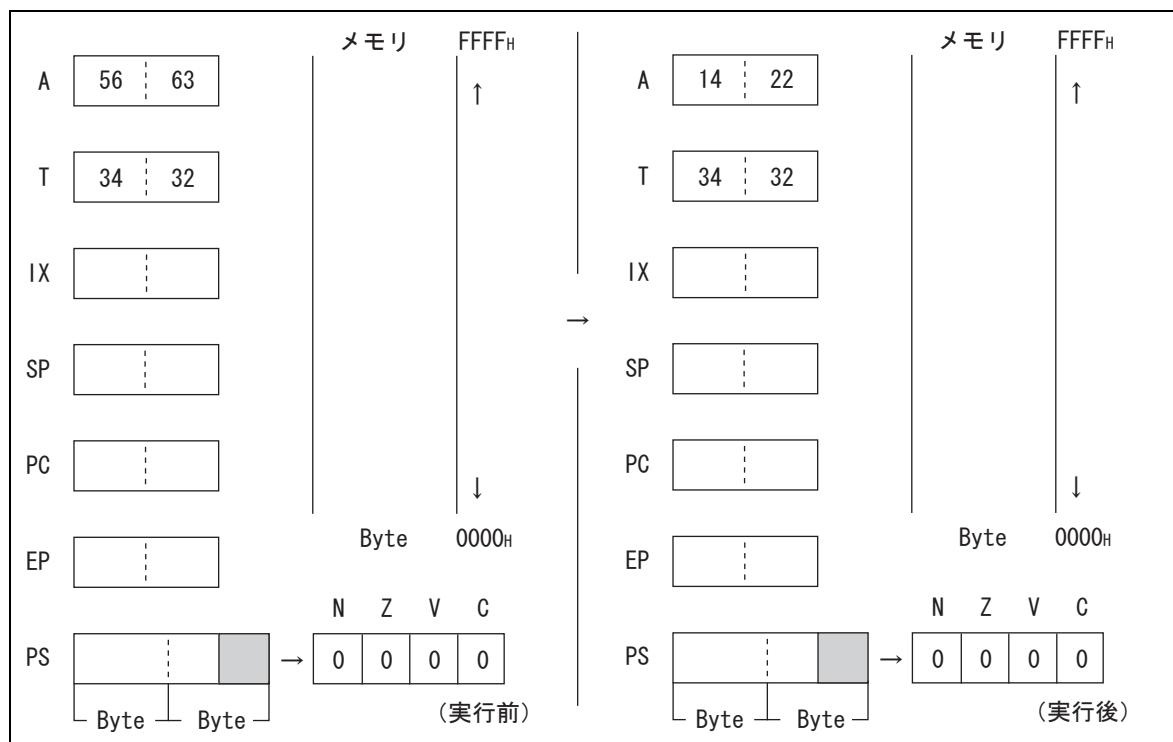 メモリ FFFFH
A 56 63
↑
T 34 32
IX
SP
PC
↓
Byte 0000H
EP
N Z V C
PS → 0 0 0 0
Byte Byte
(実行前)
→
メモリ FFFFH
A 14 22
↑
T 34 32
IX
SP
PC
↓
Byte 0000H
EP
N Z V C
PS → 0 0 0 0
Byte Byte
(実行後)